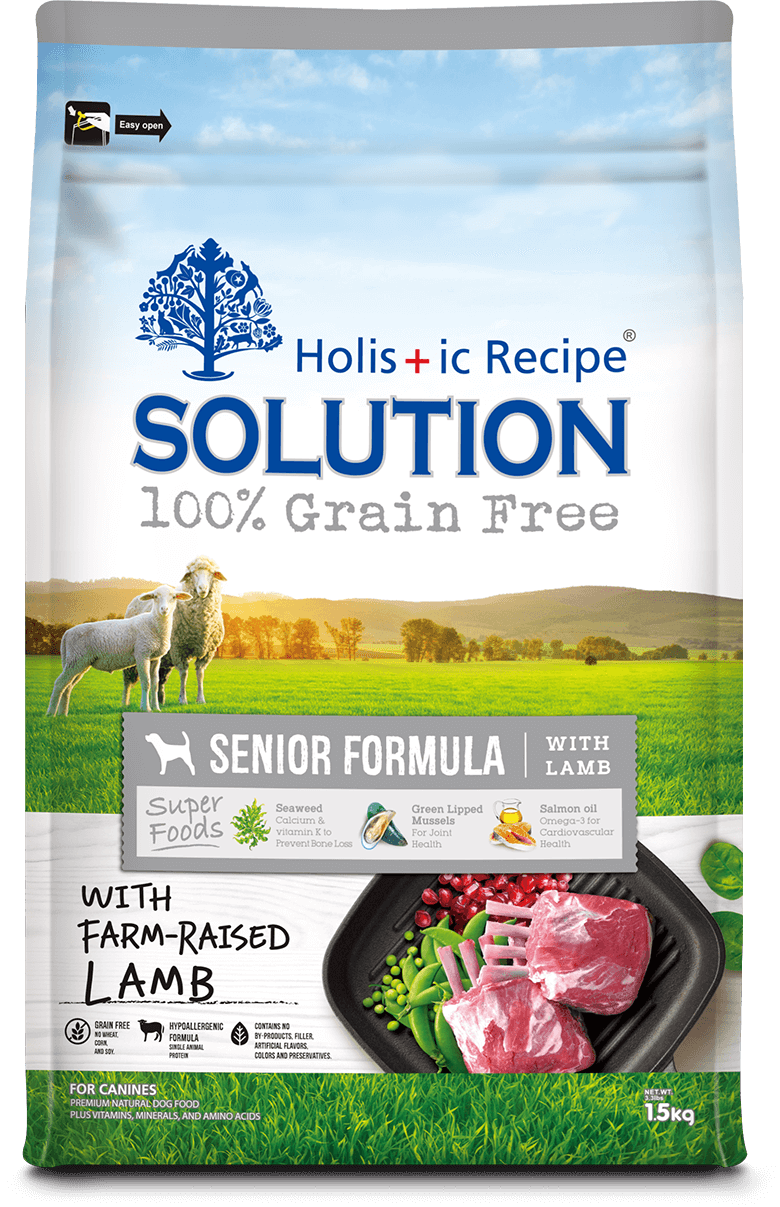 Easy open
Holis+ic Recipe®
SOLUTION
100% Grain Free
SENIOR FORMULA
WITH
LAMB
Super
Foods
Seaweed
Calcium &
vitamin K to
Prevent Bone Loss
Green Lipped
Mussels
For Joint
Health
Salmon oil
Omega-3 for
Cardiovascular
Health
WITH
FARM-RAISED
LAMB
GRAIN FREE
NO WHEAT,
CORN,
AND SOY.
HYPOALLERGENIC
FORMULA
SINGLE ANIMAL
PROTEIN
CONTAINS NO
BY-PRODUCTS, FILLER,
ARTIFICIAL FLAVORS,
COLORS AND PRESERVATIVES.
FOR CANINES
PREMIUM NATURAL DOG FOOD
PLUS VITAMINS, MINERALS, AND AMINO ACIDS
NET.WT.
3.3lbs
1.5kg